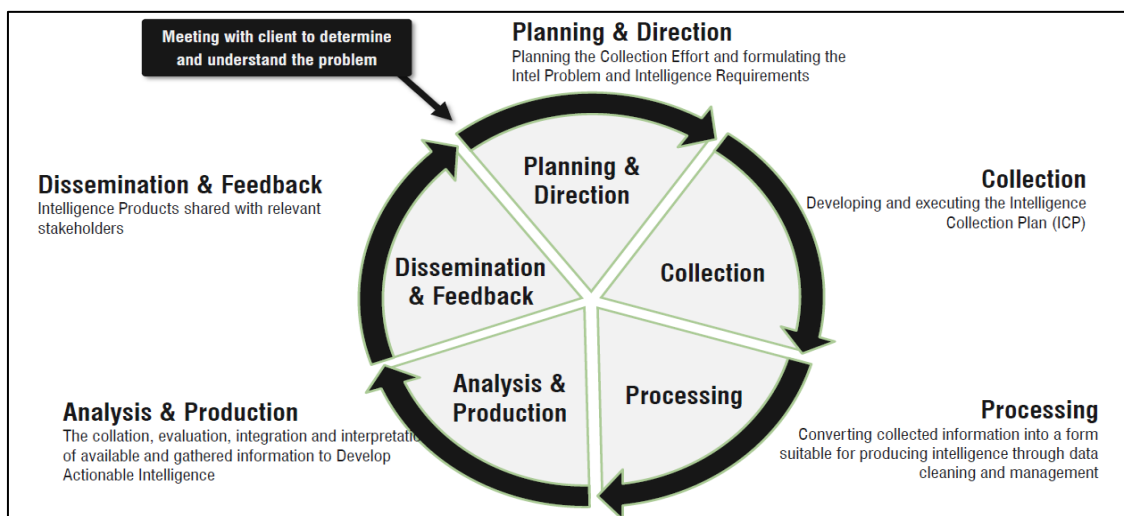 Meeting with client to determine
and understand the problem
Planning & Direction
Planning the Collection Effort and formulating the
Intel Problem and Intelligence Requirements
Planning &
Direction
Dissemination & Feedback
Intelligence Products shared with relevant
stakeholders
Collection
Developing and executing the Intelligence
Collection Plan (ICP)
Dissemination
& Feedback
Collection
Analysis &
Production
Processing
Analysis & Production
The collation, evaluation, integration and interpretatio
of available and gathered information to Develop
Actionable Intelligence
Processing
Converting collected information into a form
suitable for producing intelligence through data
cleaning and management